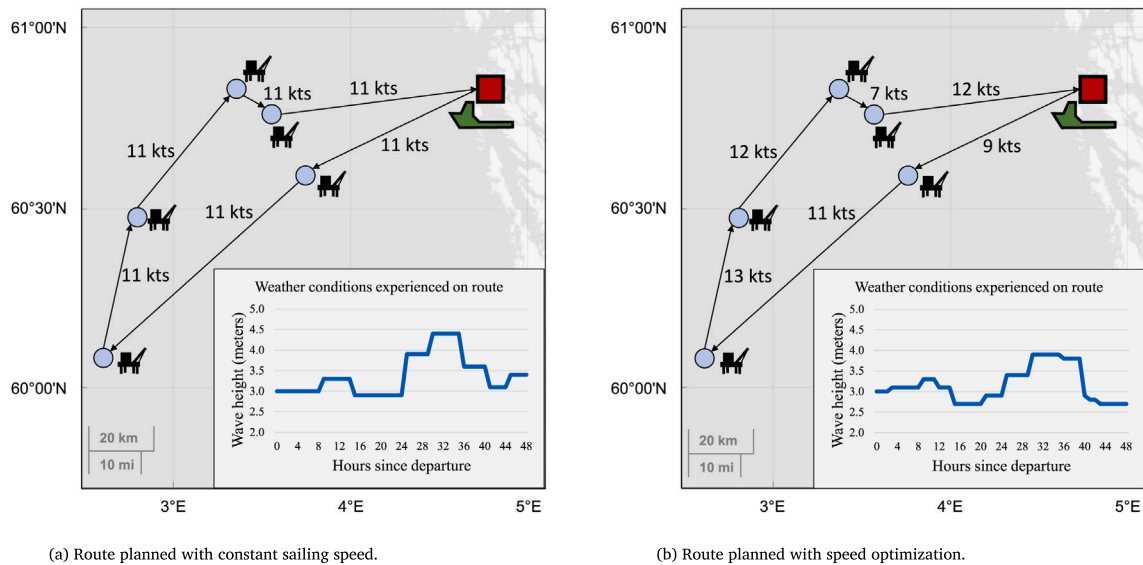 61°00'N
60°30'N
60°00'N
11 kts
11 kts
11 kts
11 kts
11 kts
11 kts
20 km
10 mi
Weather conditions experienced on route
Wave height (meters)
5.0
4.5
4.0
3.5
3.0
2.5
2.0
0 4 8 12 16 20 24 28 32 36 40 44 48
Hours since departure
3°E 4°E 5°E
(a) Route planned with constant sailing speed.
61°00'N
60°30'N
60°00'N
7 kts
12 kts
12 kts
9 kts
11 kts
13 kts
20 km
10 mi
Weather conditions experienced on route
Wave height (meters)
5.0
4.5
4.0
3.5
3.0
2.5
2.0
0 4 8 12 16 20 24 28 32 36 40 44 48
Hours since departure
3°E 4°E 5°E
(b) Route planned with speed optimization.